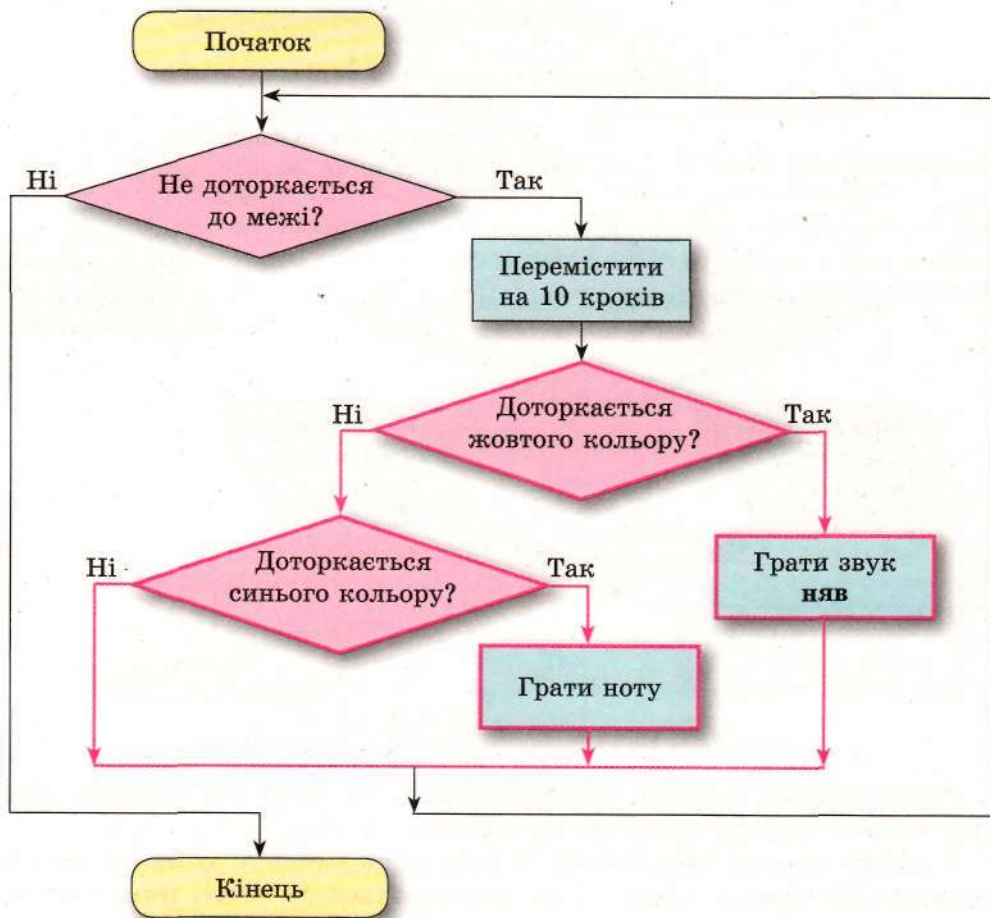 Початок
Ні
Не доторкається
до межі?
Так
Перемістити
на 10 кроків
Ні
Доторкається
жовтого кольору?
Так
Ні
Доторкається
синього кольору?
Так
Грати звук
няв
Грати ноту
Кінець